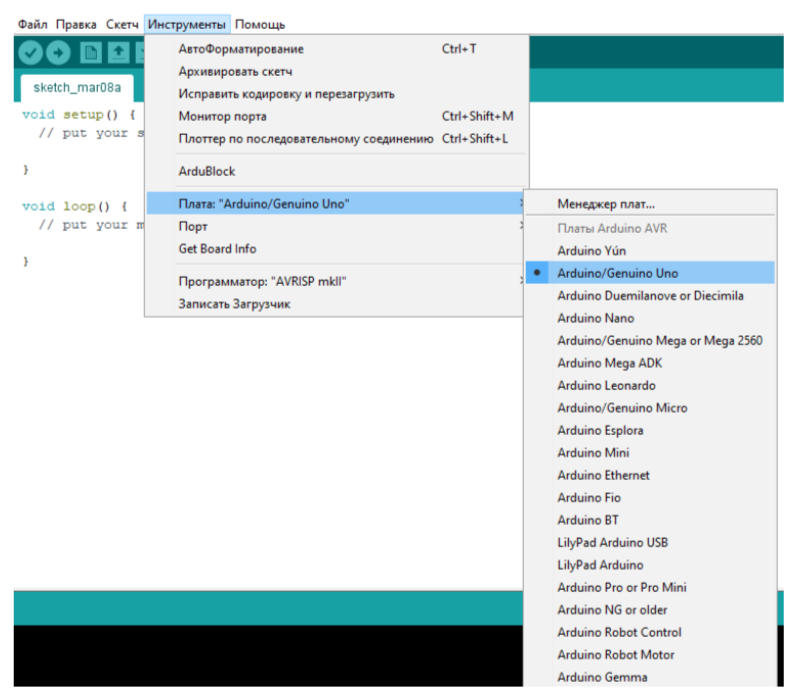 Файл Правка Скетч Инструменты Помощь
АвтоФорматирование Ctrl+T
Архивировать скетч
Исправить кодировку и перезагрузить
Монитор порта Ctrl+Shift+M
Плоттер по последовательному соединению Ctrl+Shift+L
ArduBlock
Плата: "Arduino/Genuino Uno"
Порт
Get Board Info
Программатор: "AVRISP mkII"
Записать Загрузчик
sketch_mar08a
void setup() {
// put your s
}
void loop() {
// put your m
}
Менеджер плат...
Платы Arduino AVR
Arduino Yún
Arduino/Genuino Uno
Arduino Duemilanove or Diecimila
Arduino Nano
Arduino/Genuino Mega or Mega 2560
Arduino Mega ADK
Arduino Leonardo
Arduino/Genuino Micro
Arduino Esplora
Arduino Mini
Arduino Ethernet
Arduino Fio
Arduino BT
LilyPad Arduino USB
LilyPad Arduino
Arduino Pro or Pro Mini
Arduino NG or older
Arduino Robot Control
Arduino Robot Motor
Arduino Gemma